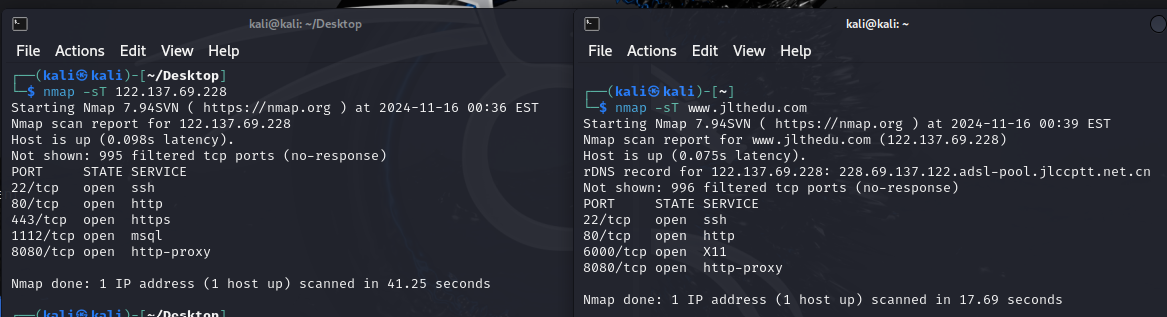 kali@kali: ~/Desktop
File Actions Edit View Help
┌──(kali㉿kali)-[~/Desktop]
└─$ nmap -sT 122.137.69.228
Starting Nmap 7.94SVN ( https://nmap.org ) at 2024-11-16 00:36 EST
Nmap scan report for 122.137.69.228
Host is up (0.098s latency).
Not shown: 995 filtered tcp ports (no-response)
PORT     STATE SERVICE
22/tcp   open  ssh
80/tcp   open  http
443/tcp  open  https
1112/tcp open  msql
8080/tcp open  http-proxy
Nmap done: 1 IP address (1 host up) scanned in 41.25 seconds
┌──(kali㉿kali)-[~/Desktop]
kali@kali: ~
File Actions Edit View Help
┌──(kali㉿kali)-[~]
└─$ nmap -sT www.jlthedu.com
Starting Nmap 7.94SVN ( https://nmap.org ) at 2024-11-16 00:39 EST
Nmap scan report for www.jlthedu.com (122.137.69.228)
Host is up (0.075s latency).
rDNS record for 122.137.69.228: 228.69.137.122.adsl-pool.jlccptt.net.cn
Not shown: 996 filtered tcp ports (no-response)
PORT     STATE SERVICE
22/tcp   open  ssh
80/tcp   open  http
6000/tcp open  X11
8080/tcp open  http-proxy
Nmap done: 1 IP address (1 host up) scanned in 17.69 seconds